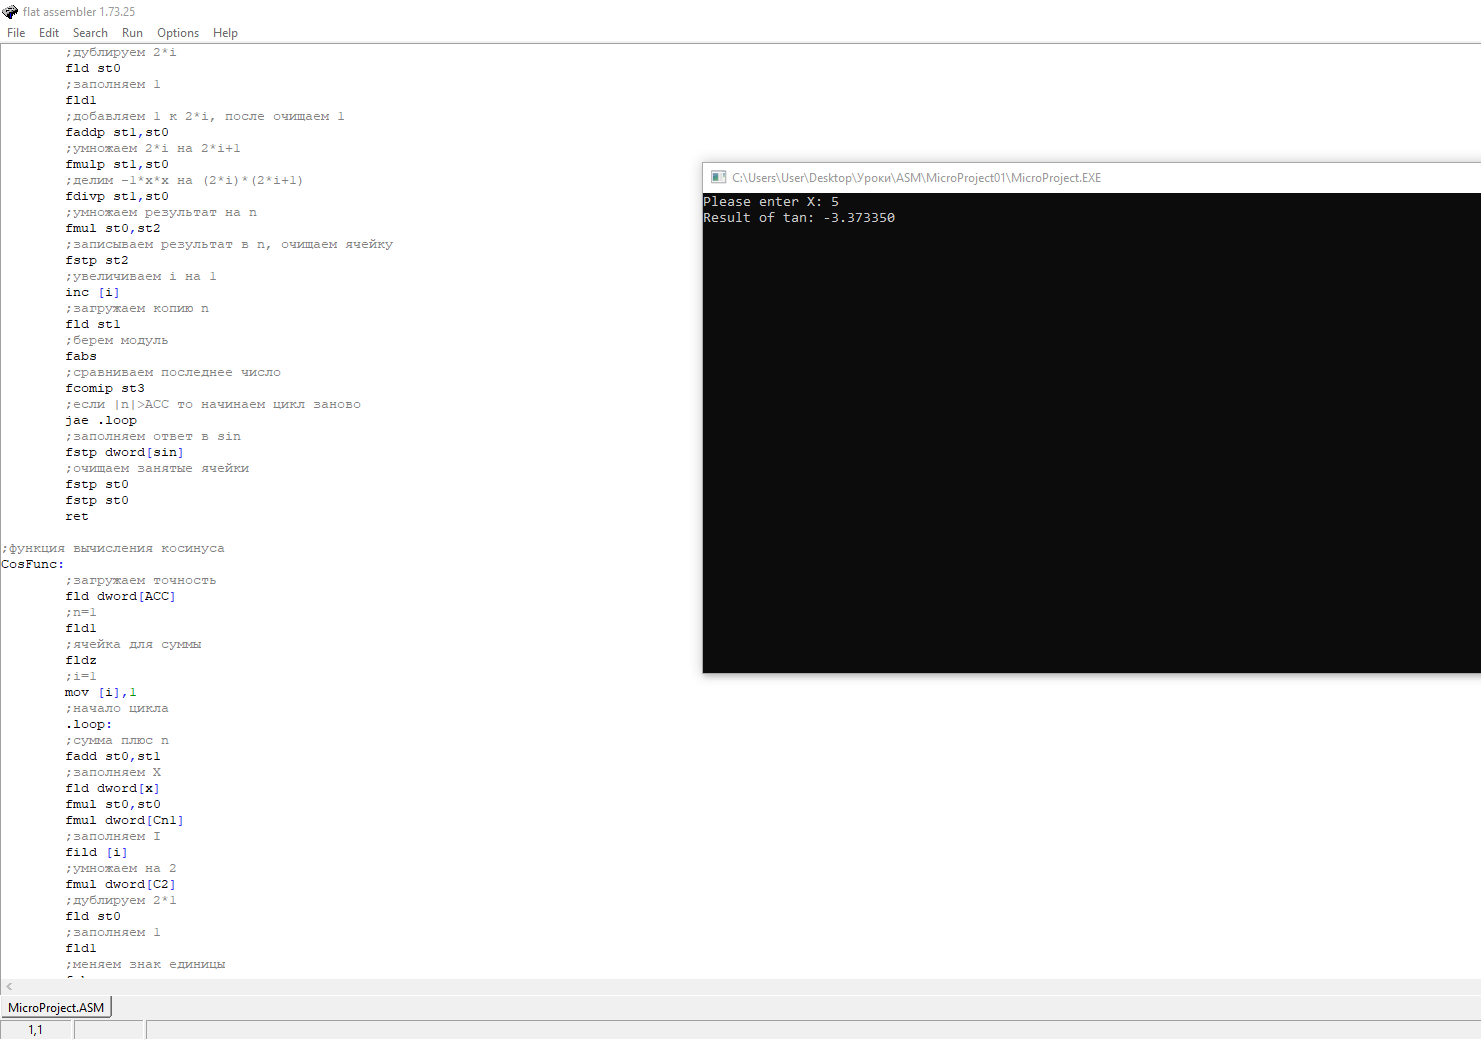 flat assembler 1.73.25
File Edit Search Run Options Help
;дублируем 2*i
fld st0
;заполняем 1
fld1
;добавляем 1 к 2*i, после очищаем 1
faddp st1,st0
;умножаем 2*i на 2*i+1
fmulp st1,st0
;делим -1*x*x на (2*i)*(2*i+1)
fdivp st1,st0
;умножаем результат на n
fmul st0,st2
;записываем результат в n, очищаем ячейку
fstp st2
;увеличиваем i на 1
inc [i]
;загружаем копию n
fld st1
;берем модуль
fabs
;сравниваем последнее число
fcomip st3
;если |n|>ACC то начинаем цикл заново
jae .loop
;заполняем ответ в sin
fstp dword[sin]
;очищаем занятые ячейки
fstp st0
fstp st0
ret
;функция вычисления косинуса
CosFunc:
;загружаем точность
fld dword[ACC]
;n=1
fld1
;ячейка для суммы
fldz
;i=1
mov [i],1
;начало цикла
.loop:
;сумма плюс n
fadd st0,st1
;заполняем X
fld dword[x]
fmul st0,st0
fmul dword[Cn1]
;заполняем I
fild [i]
;умножаем на 2
fmul dword[C2]
;дублируем 2*1
fld st0
;заполняем 1
fld1
;меняем знак единицы
MicroProject.ASM
1,1
C:\Users\User\Desktop\Уроки\ASM\MicroProject01\MicroProject.EXE
Please enter X: 5
Result of tan: -3.373350